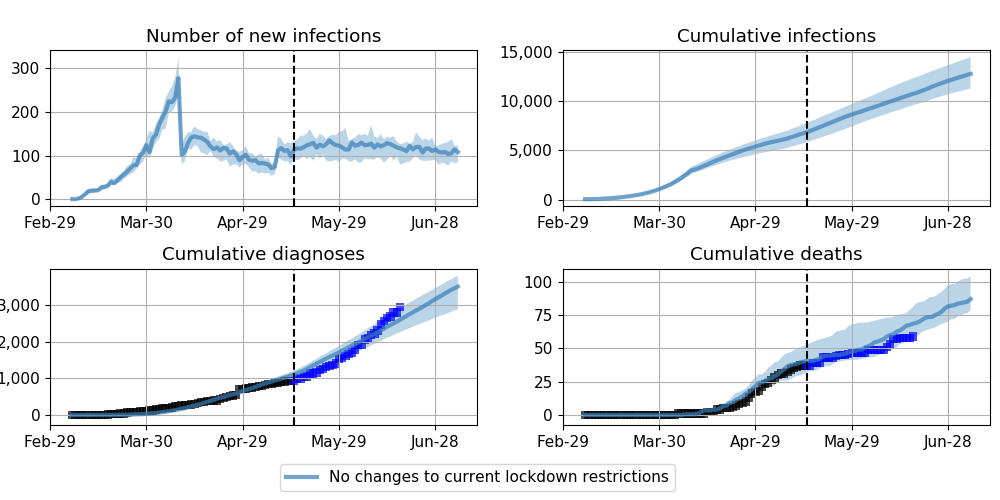 Number of new infections
Cumulative infections
300
200
100
0
Feb-29 Mar-30 Apr-29 May-29 Jun-28
15,000
10,000
5,000
0
Feb-29 Mar-30 Apr-29 May-29 Jun-28
Cumulative diagnoses
Cumulative deaths
3,000
2,000
1,000
0
Feb-29 Mar-30 Apr-29 May-29 Jun-28
100
75
50
25
0
Feb-29 Mar-30 Apr-29 May-29 Jun-28
No changes to current lockdown restrictions